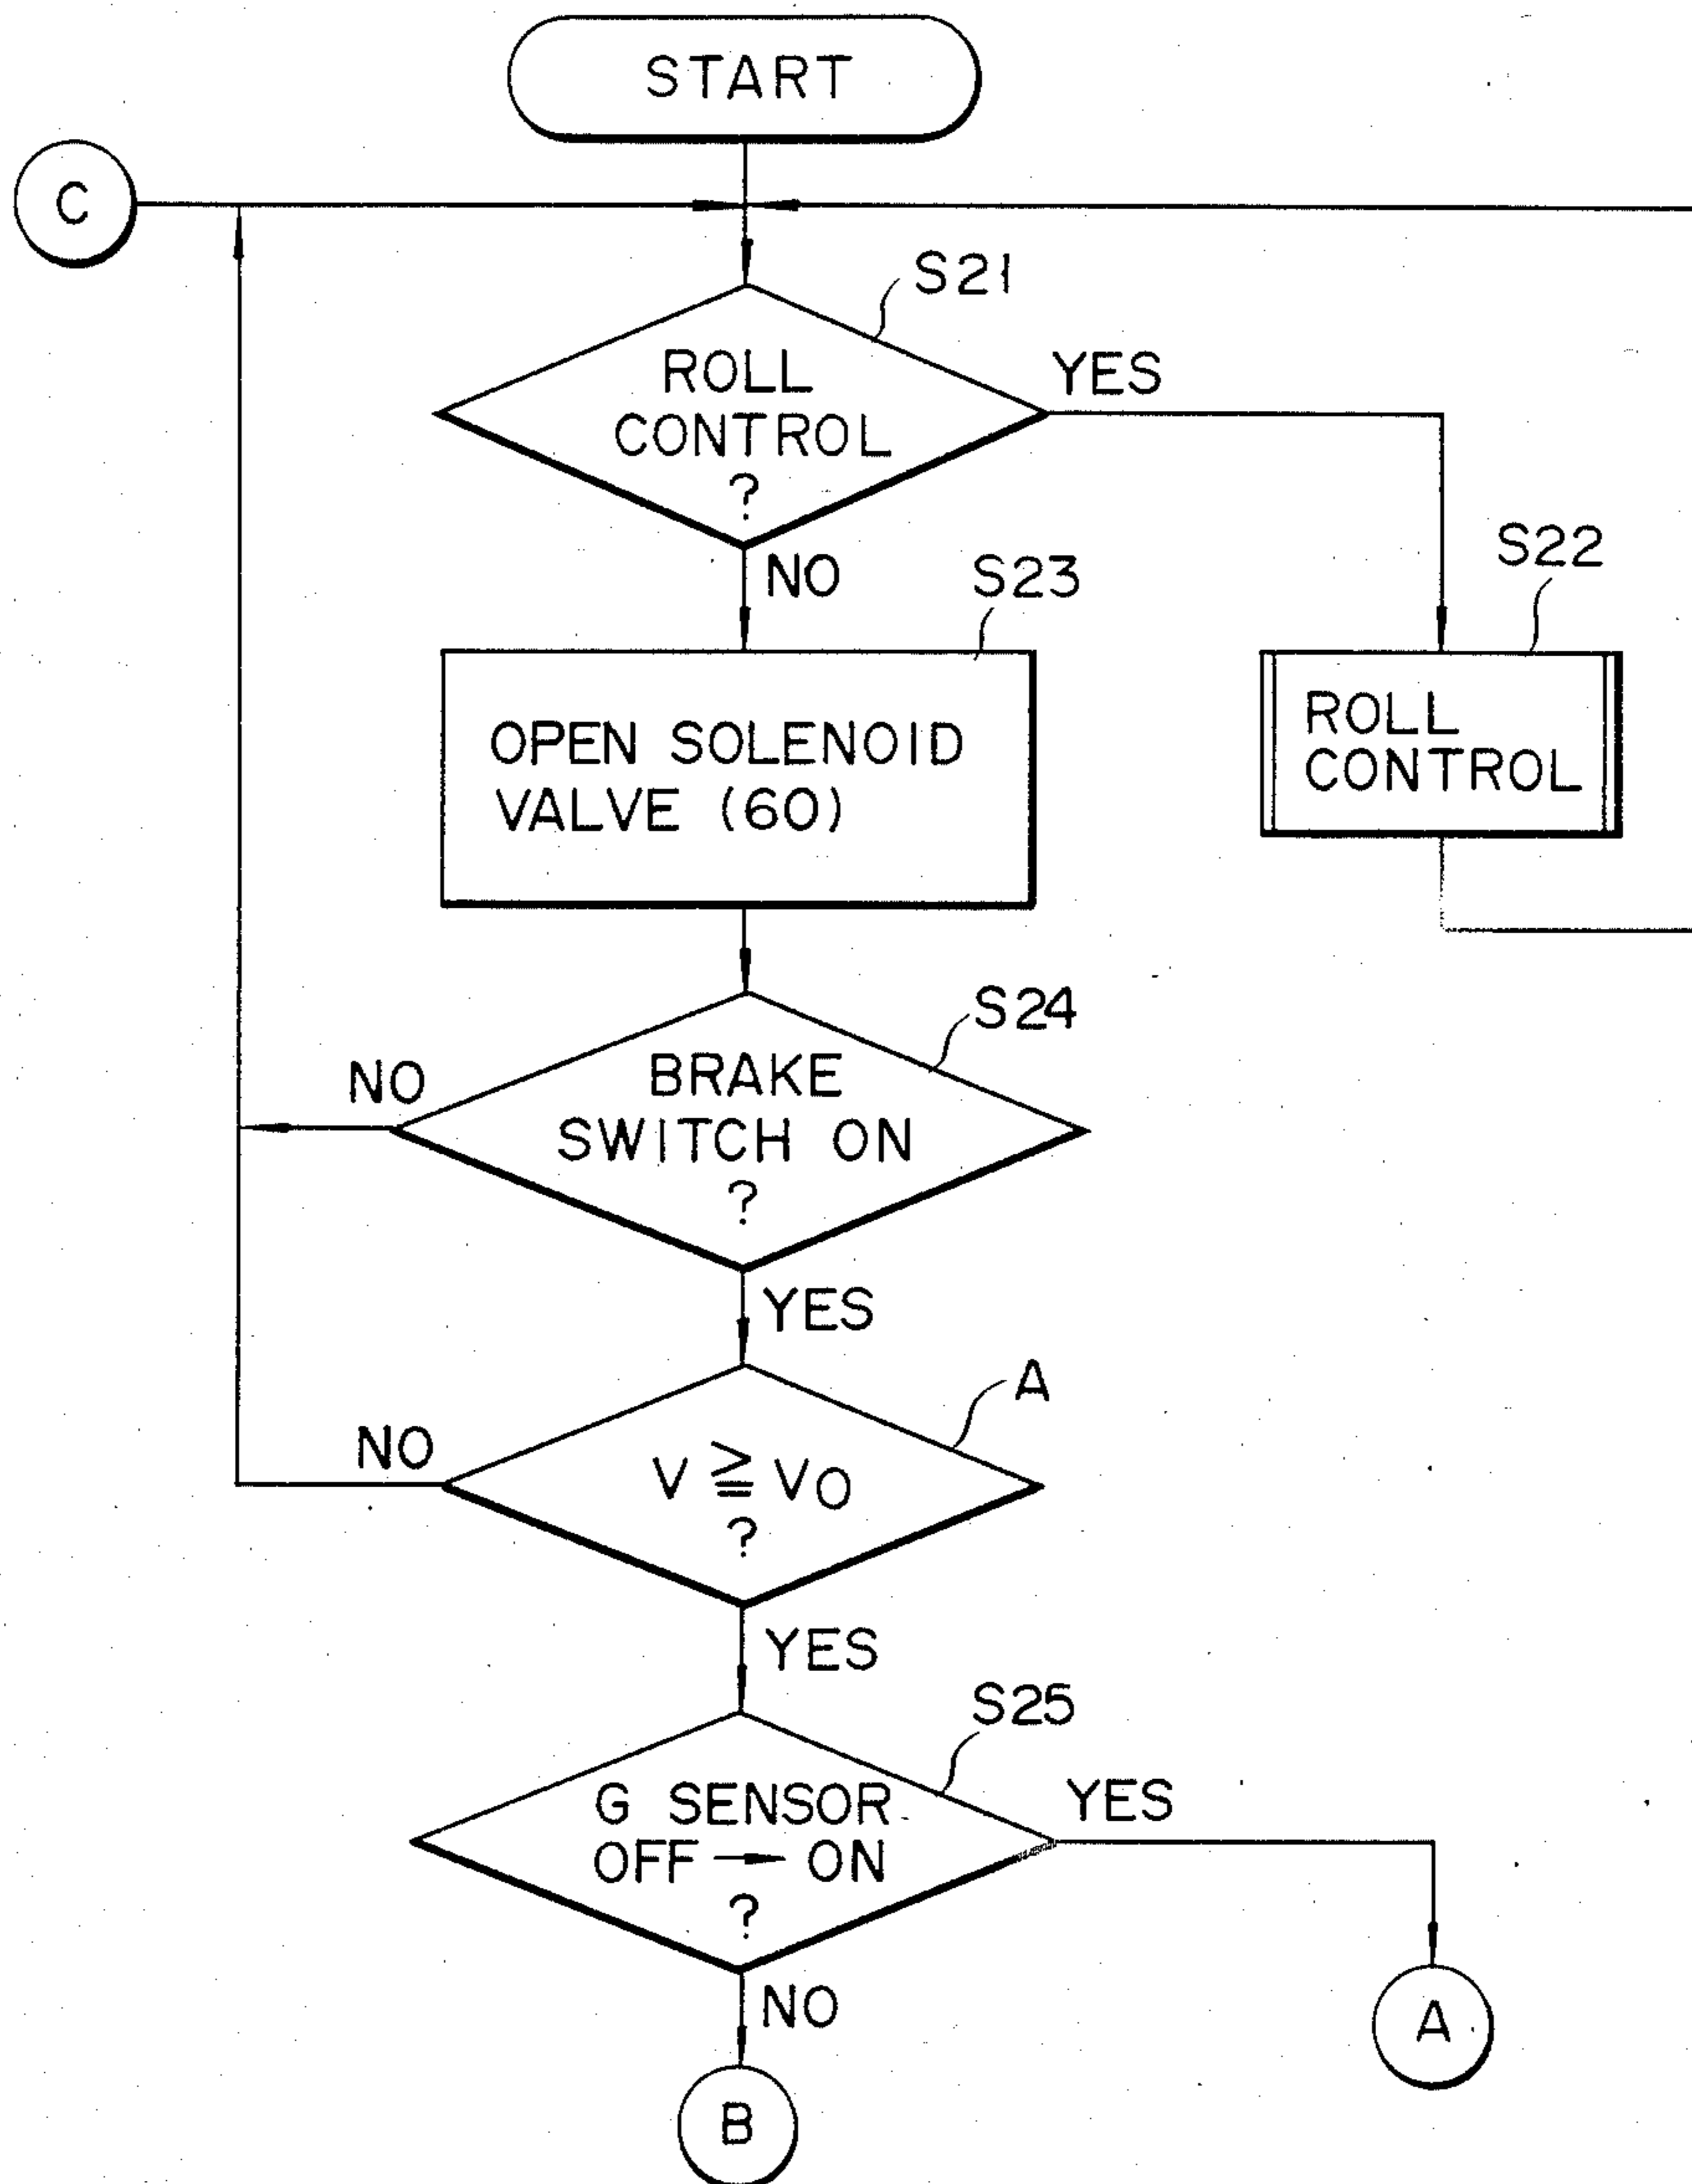 START
C
S21
ROLL
CONTROL
?
YES
NO
S23
S22
OPEN SOLENOID
VALVE (60)
ROLL
CONTROL
S24
NO
BRAKE
SWITCH ON
?
YES
A
NO
V ≧ VO
?
YES
S25
G SENSOR
OFF → ON
?
YES
NO
A
B